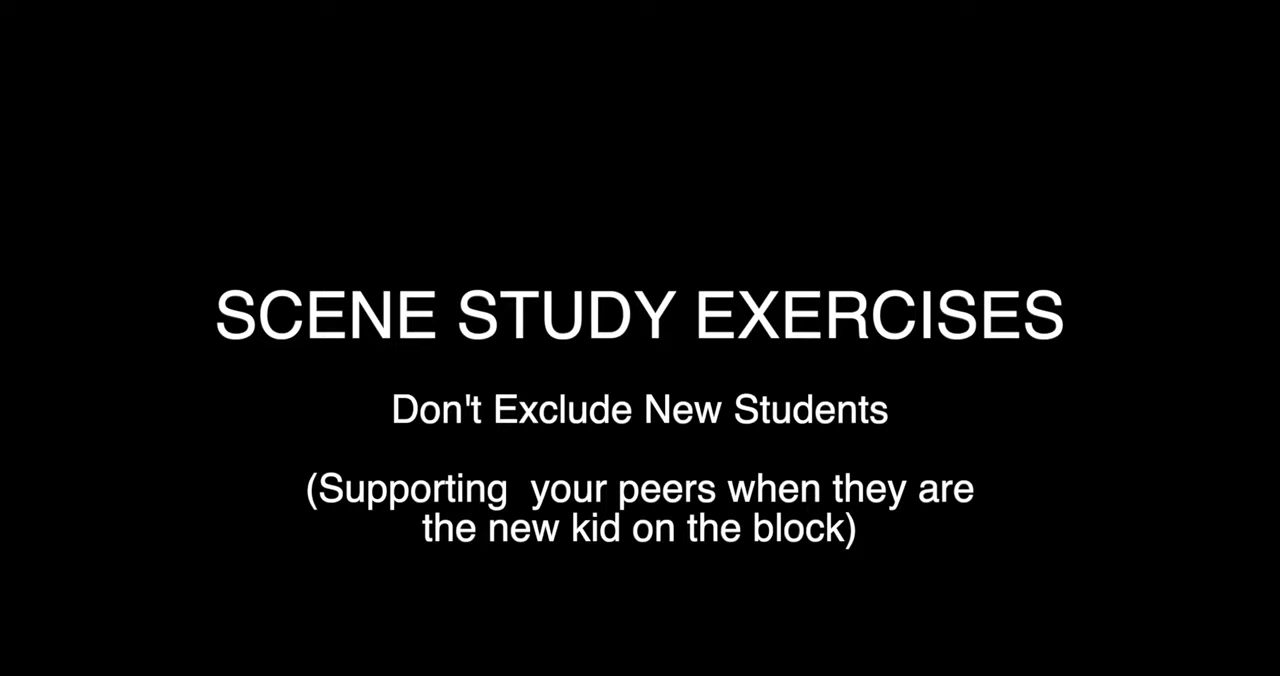 SCENE STUDY EXERCISES
Don't Exclude New Students
(Supporting  your peers when they are
the new kid on the block)